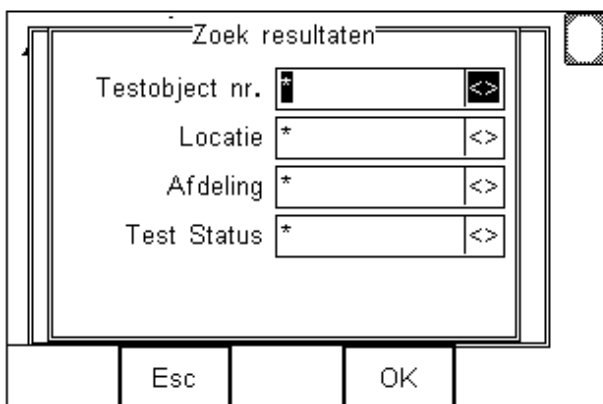 Zoek resultaten
Testobject nr. * <>
Locatie * <>
Afdeling * <>
Test Status * <>
Esc OK